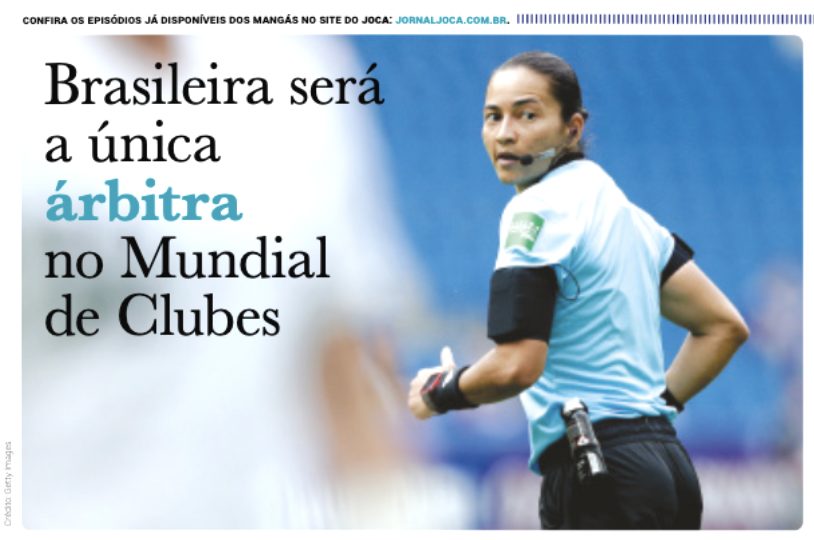 CONFIRA OS EPISÓDIOS JÁ DISPONÍVEIS DOS MANGÁS NO SITE DO JOCA: JORNALJOCA.COM.BR.
Brasileira será
a única
árbitra
no Mundial
de Clubes
Crédito: Getty Images